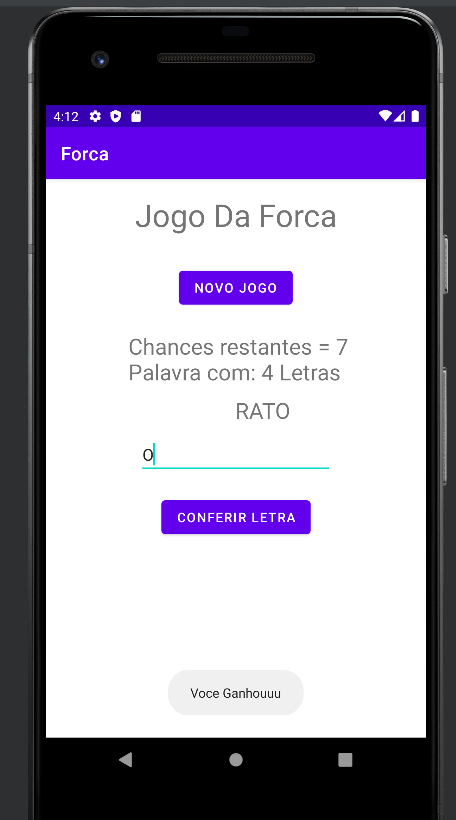 4:12
Forca
Jogo Da Forca
NOVO JOGO
Chances restantes = 7
Palavra com: 4 Letras
RATO
O
CONFERIR LETRA
Voce Ganhouuu